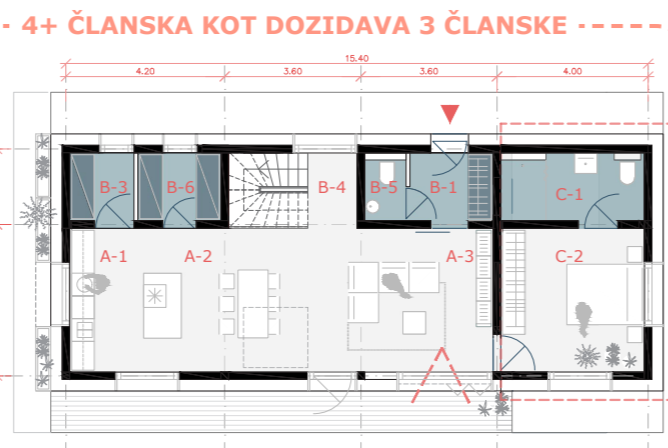 4+ ČLANSKA KOT DOZIDAVA 3 ČLANSKE
15.40
4.20 3.60 3.60 4.00
B-3 B-6 B-4 B-5 B-1 C-1
A-1 A-2 A-3 C-2